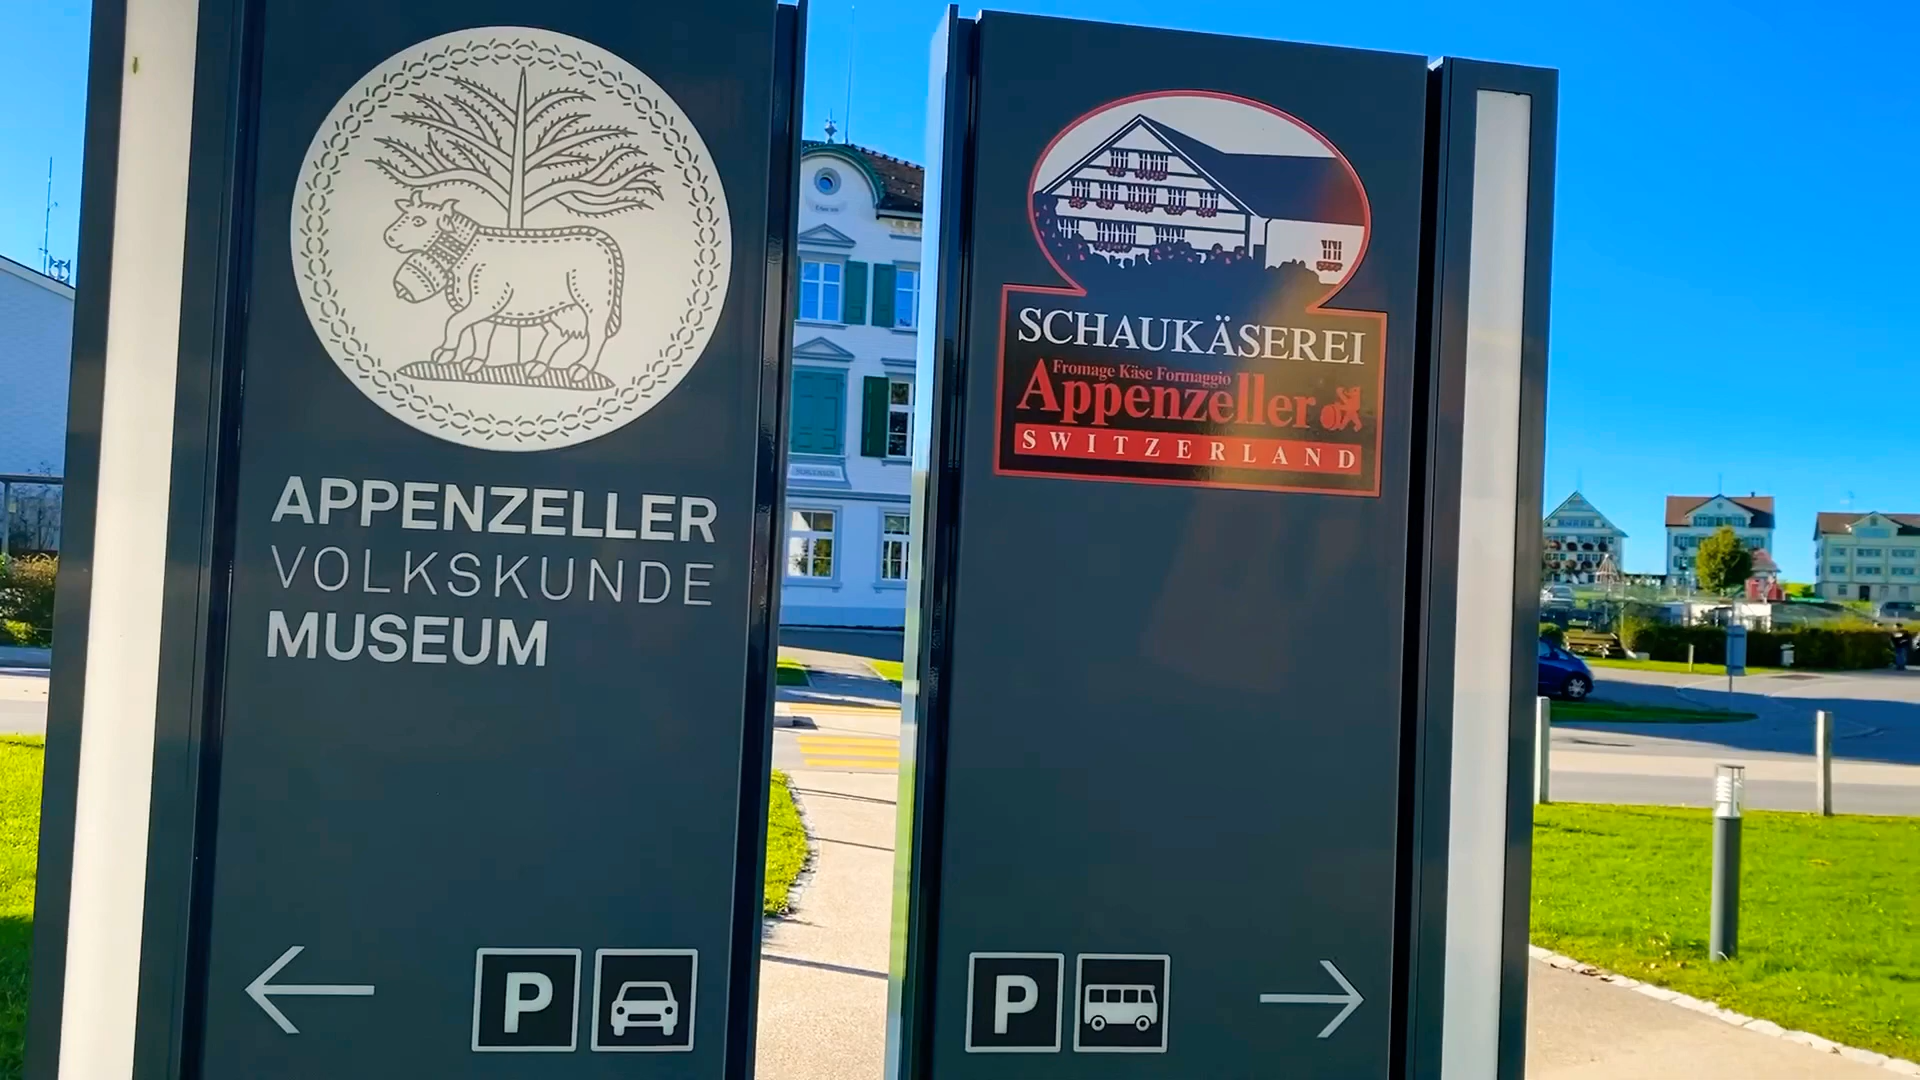 APPENZELLER
VOLKSKUNDE
MUSEUM
P
SCHAUKÄSEREI
Fromage Käse Formaggio
Appenzeller
SWITZERLAND
P